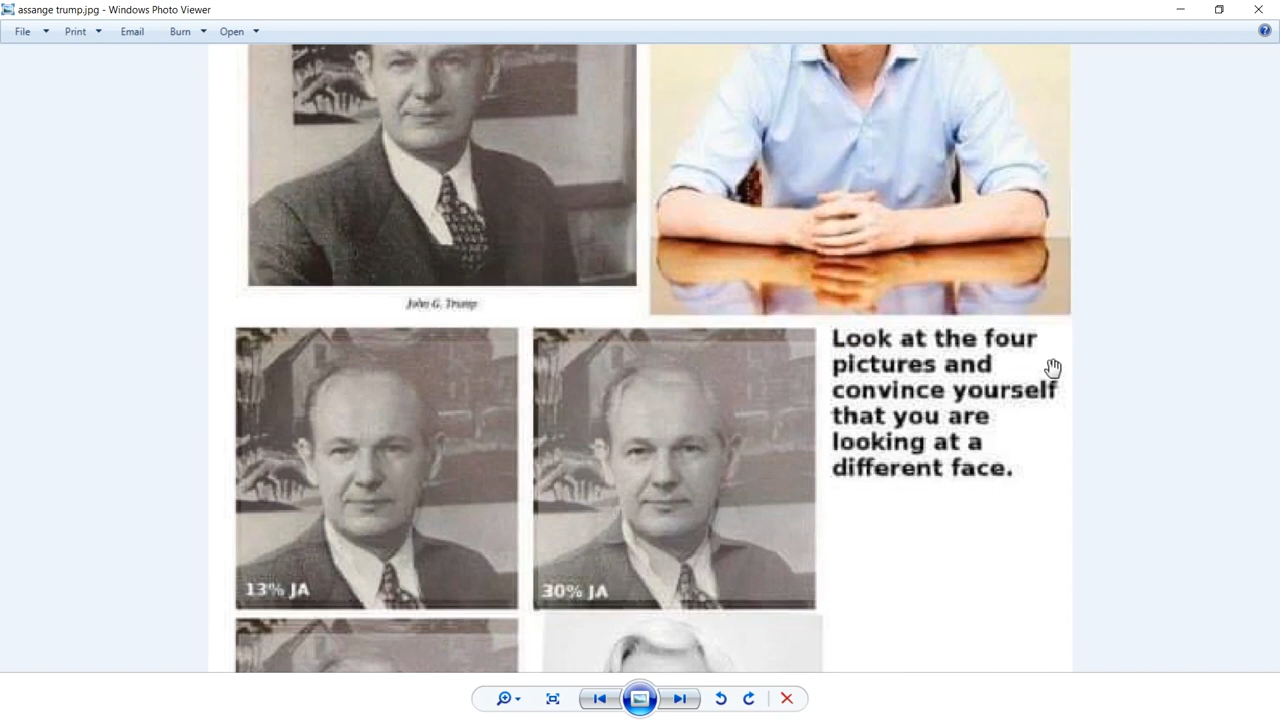 assange trump.jpg - Windows Photo Viewer
File Print Email Burn Open
John G. Trump
Look at the four
pictures and
convince yourself
that you are
looking at a
different face.
13% JA
30% JA